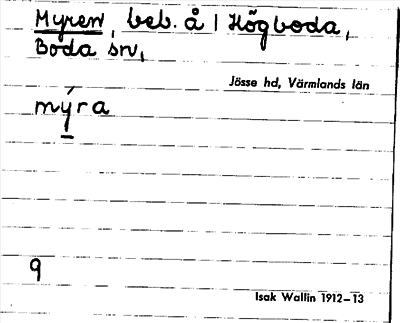 Myren, beb. å | Högboda,
Boda sn,
Jösse hd, Värmlands län
mýra
9
Isak Wallin 1912–13